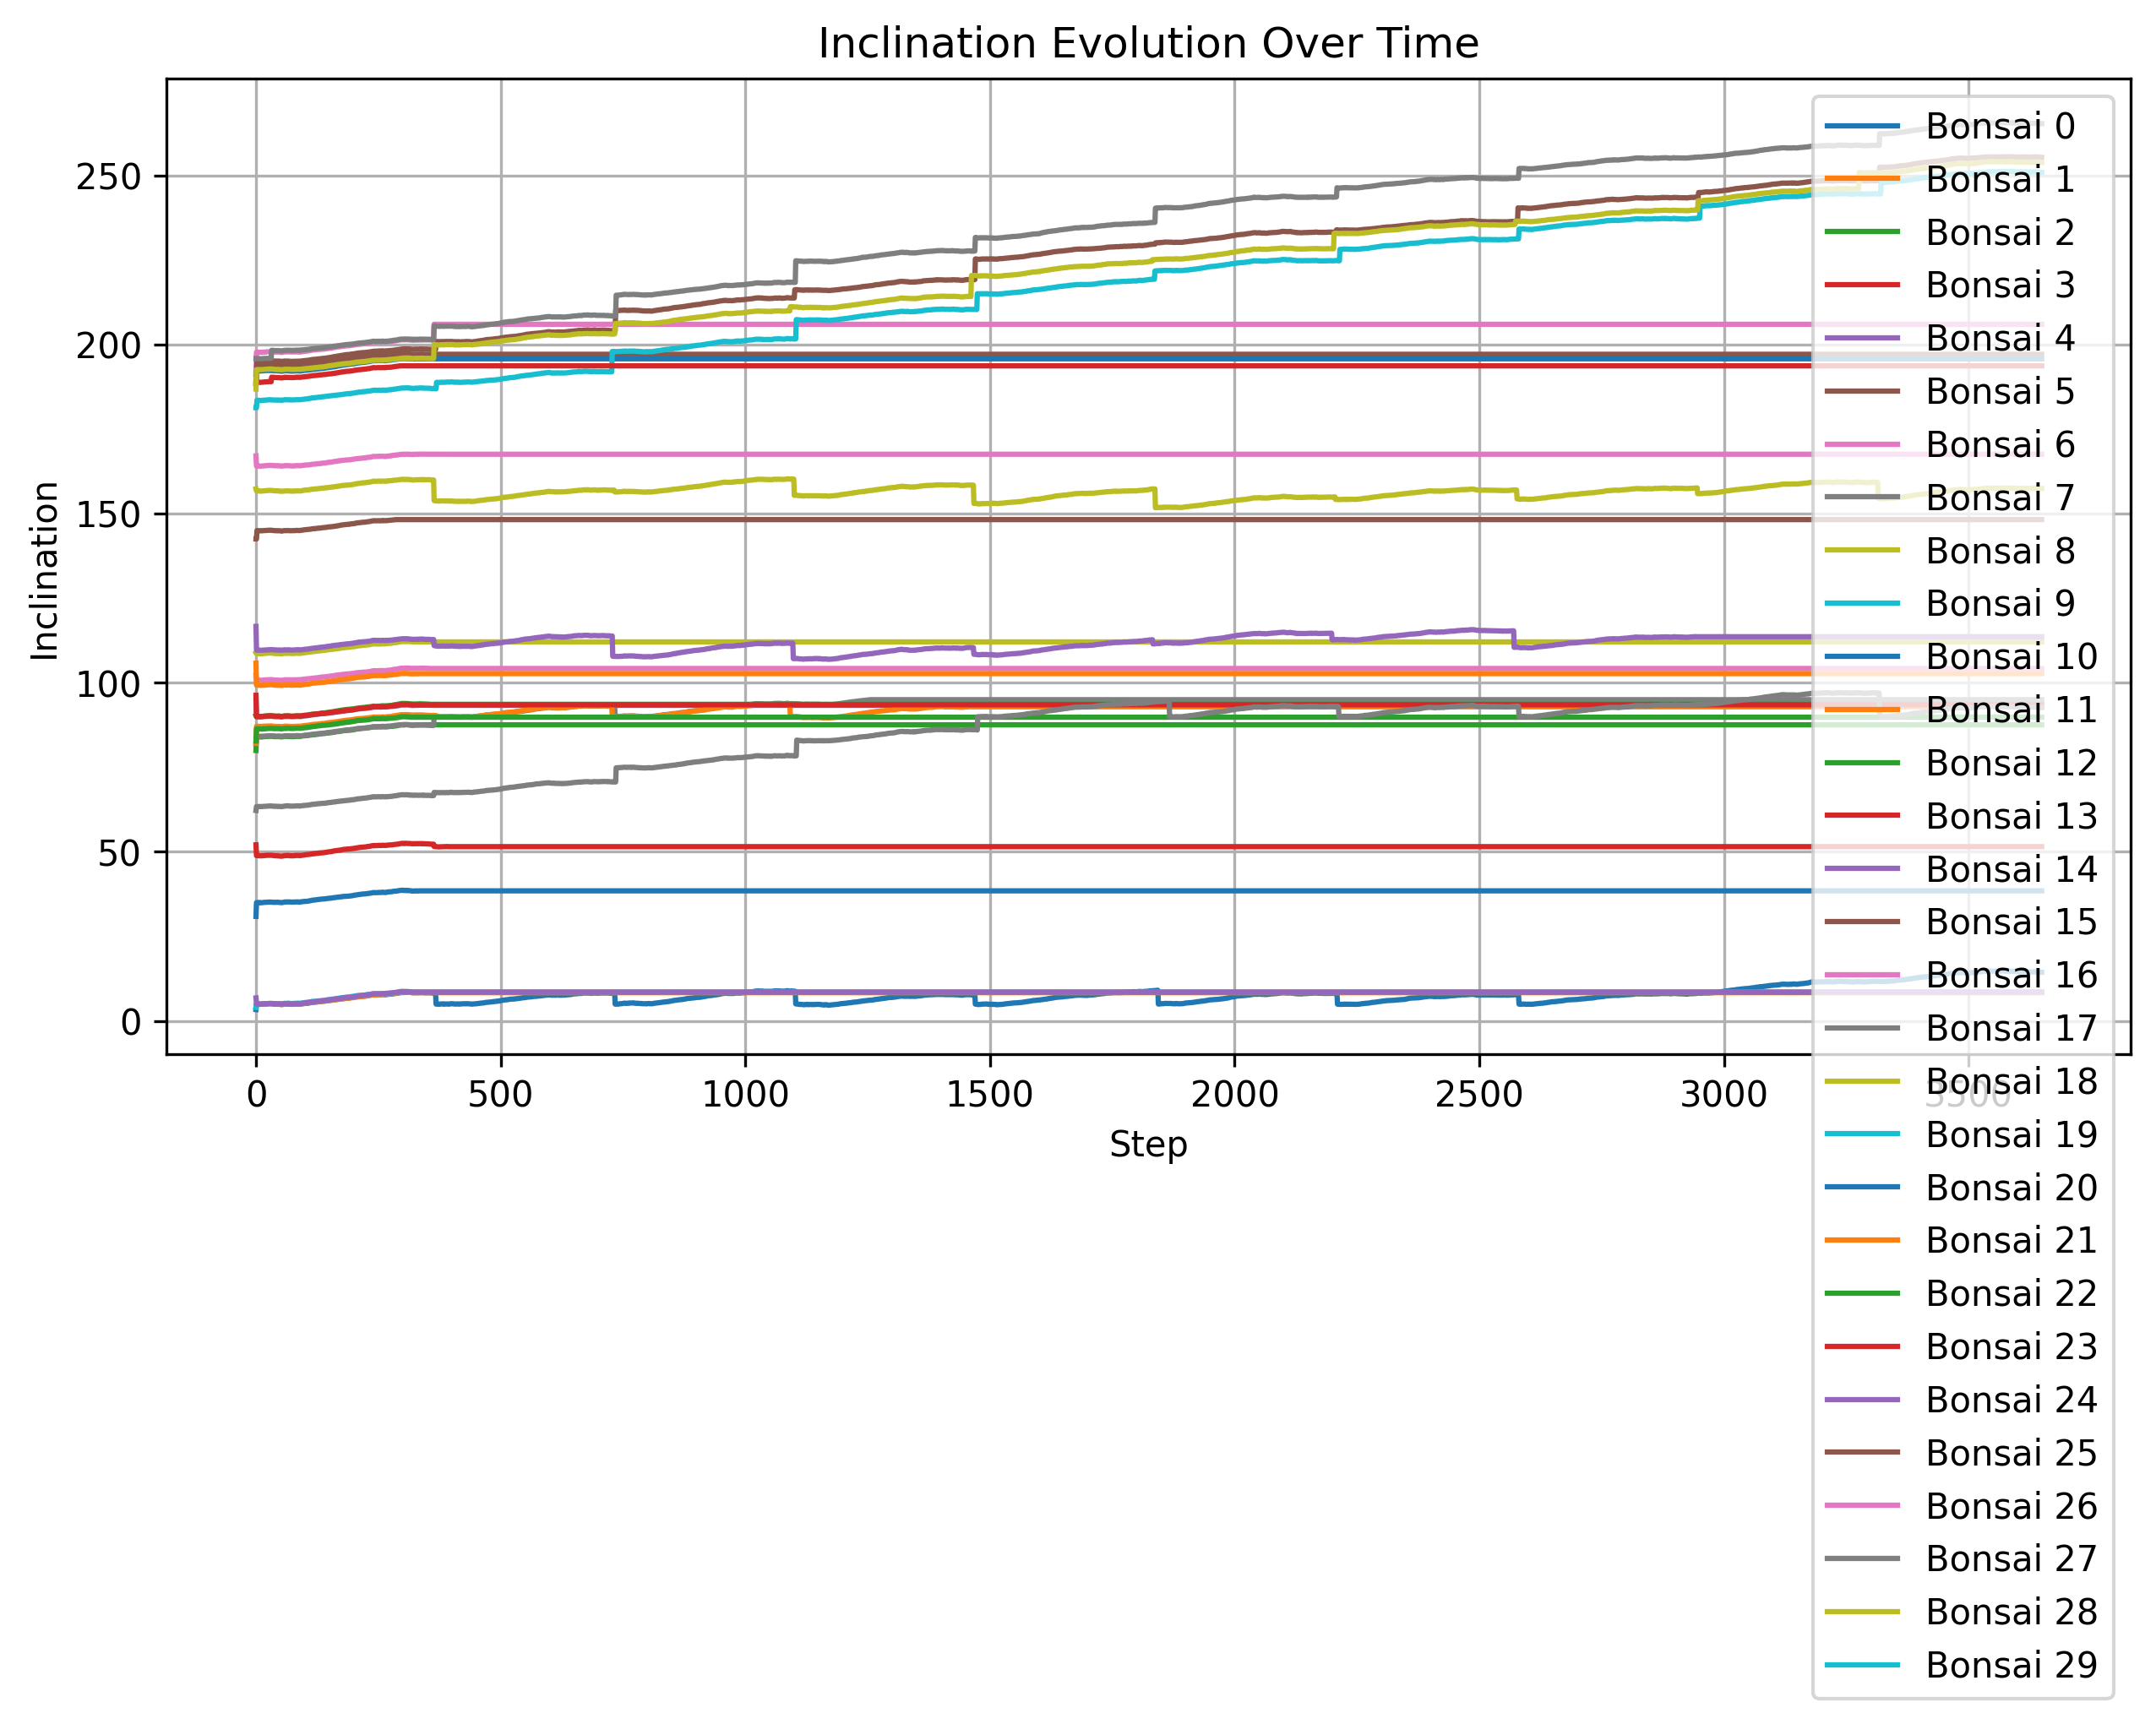 Inclination Evolution Over Time
Inclination
250
200
150
100
50
0
0 500 1000 1500 2000 2500 3000 3500
Step
Bonsai 0
Bonsai 1
Bonsai 2
Bonsai 3
Bonsai 4
Bonsai 5
Bonsai 6
Bonsai 7
Bonsai 8
Bonsai 9
Bonsai 10
Bonsai 11
Bonsai 12
Bonsai 13
Bonsai 14
Bonsai 15
Bonsai 16
Bonsai 17
Bonsai 18
Bonsai 19
Bonsai 20
Bonsai 21
Bonsai 22
Bonsai 23
Bonsai 24
Bonsai 25
Bonsai 26
Bonsai 27
Bonsai 28
Bonsai 29